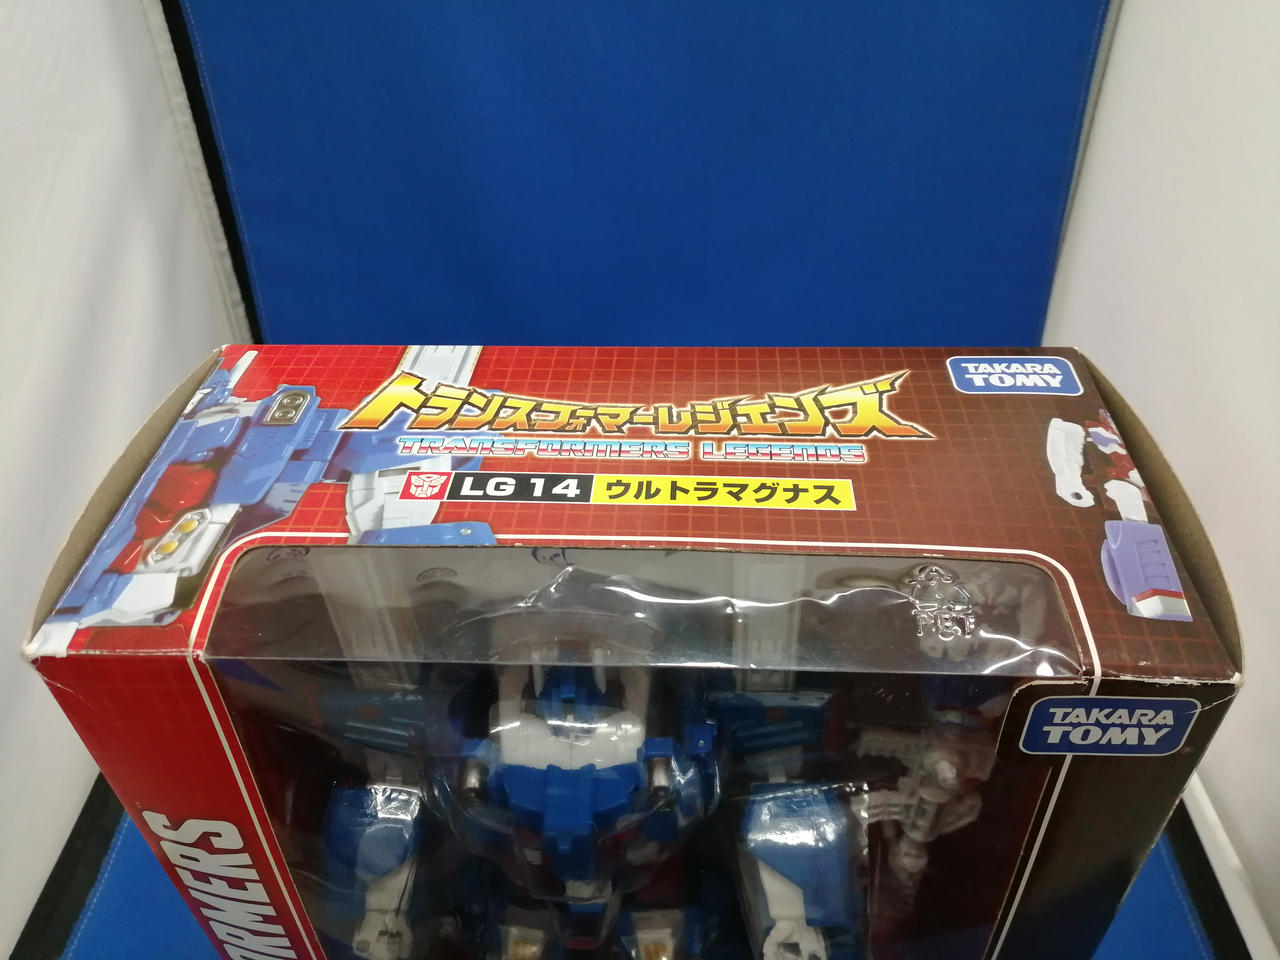 TAKARA
TOMY
トランスフォーマーレジェンズ
TRANSFORMERS LEGENDS
LG 14 ウルトラマグナス
PET
TAKARA
TOMY
ORMERS